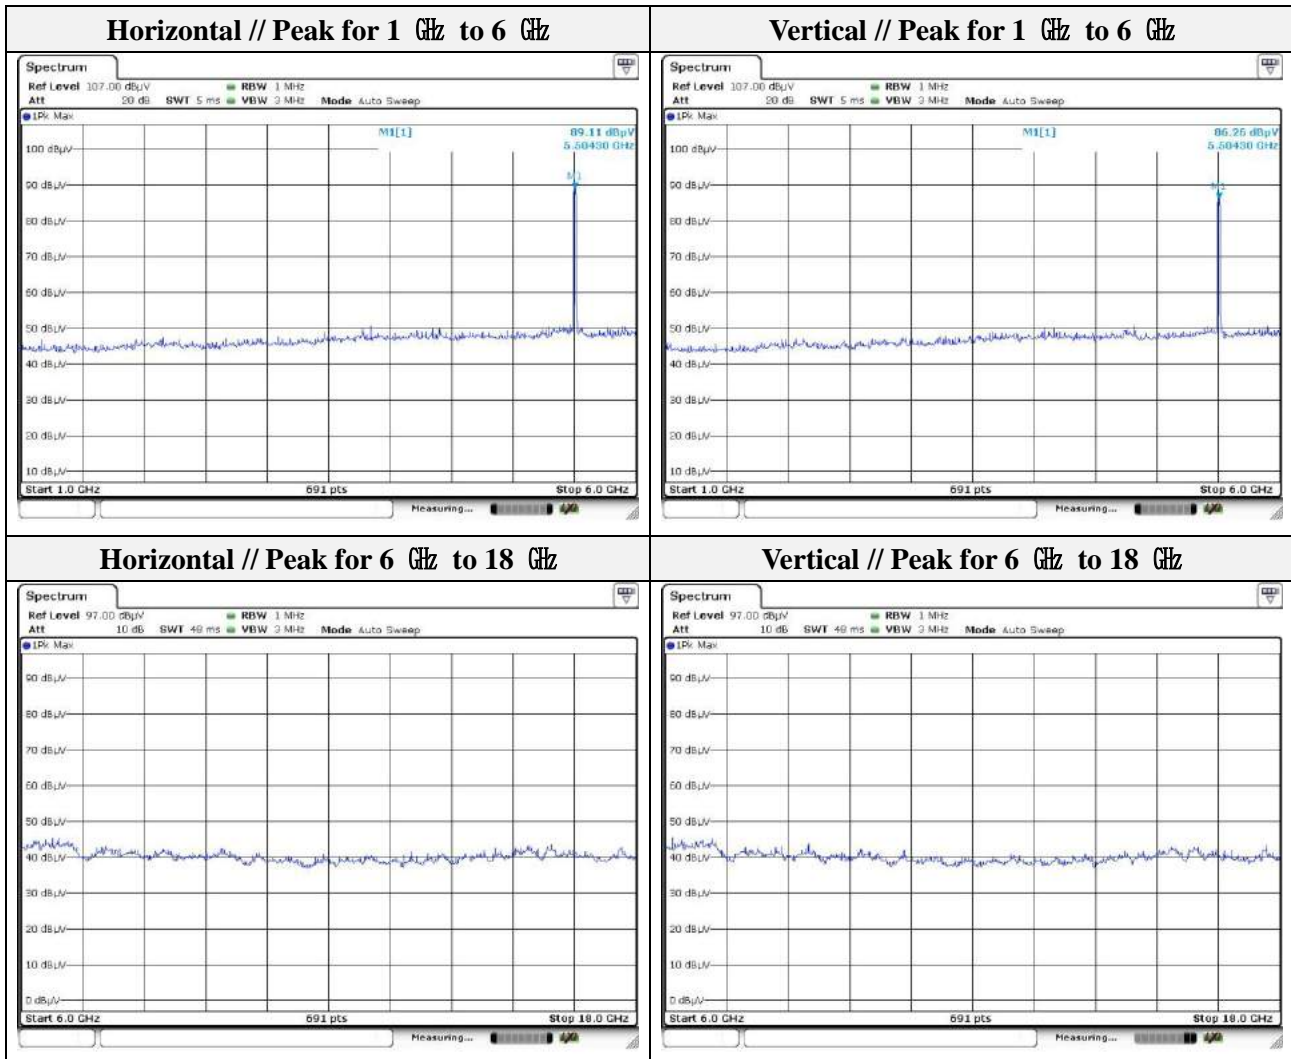 Horizontal // Peak for 1 ㎓ to 6 ㎓
Spectrum
Ref Level 107.00 dBµV RBW 1 MHz
Att 20 dB SWT 5 ms VBW 3 MHz Mode Auto Sweep
1Pk Max
M1[1] 89.11 dBµV
5.50430 GHz
M1
100 dBµV
90 dBµV
80 dBµV
70 dBµV
60 dBµV
50 dBµV
40 dBµV
30 dBµV
20 dBµV
10 dBµV
Start 1.0 GHz 691 pts Stop 6.0 GHz
Measuring...
Vertical // Peak for 1 ㎓ to 6 ㎓
Spectrum
Ref Level 107.00 dBµV RBW 1 MHz
Att 20 dB SWT 5 ms VBW 3 MHz Mode Auto Sweep
1Pk Max
M1[1] 86.26 dBµV
5.50430 GHz
M1
100 dBµV
90 dBµV
80 dBµV
70 dBµV
60 dBµV
50 dBµV
40 dBµV
30 dBµV
20 dBµV
10 dBµV
Start 1.0 GHz 691 pts Stop 6.0 GHz
Measuring...
Horizontal // Peak for 6 ㎓ to 18 ㎓
Spectrum
Ref Level 97.00 dBµV RBW 1 MHz
Att 10 dB SWT 48 ms VBW 3 MHz Mode Auto Sweep
1Pk Max
90 dBµV
80 dBµV
70 dBµV
60 dBµV
50 dBµV
40 dBµV
30 dBµV
20 dBµV
10 dBµV
0 dBµV
Start 6.0 GHz 691 pts Stop 18.0 GHz
Measuring...
Vertical // Peak for 6 ㎓ to 18 ㎓
Spectrum
Ref Level 97.00 dBµV RBW 1 MHz
Att 10 dB SWT 48 ms VBW 3 MHz Mode Auto Sweep
1Pk Max
90 dBµV
80 dBµV
70 dBµV
60 dBµV
50 dBµV
40 dBµV
30 dBµV
20 dBµV
10 dBµV
0 dBµV
Start 6.0 GHz 691 pts Stop 18.0 GHz
Measuring...